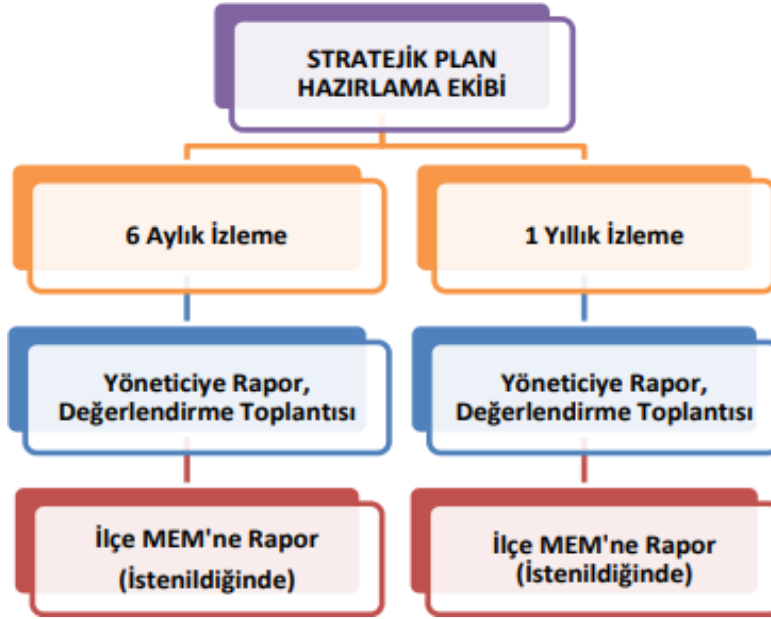 STRATEJİK PLAN
HAZIRLAMA EKİBİ
6 Aylık İzleme
1 Yıllık İzleme
Yöneticiye Rapor,
Değerlendirme Toplantısı
Yöneticiye Rapor,
Değerlendirme Toplantısı
İlçe MEM'ne Rapor
(İstenildiğinde)
İlçe MEM'ne Rapor
(İstenildiğinde)